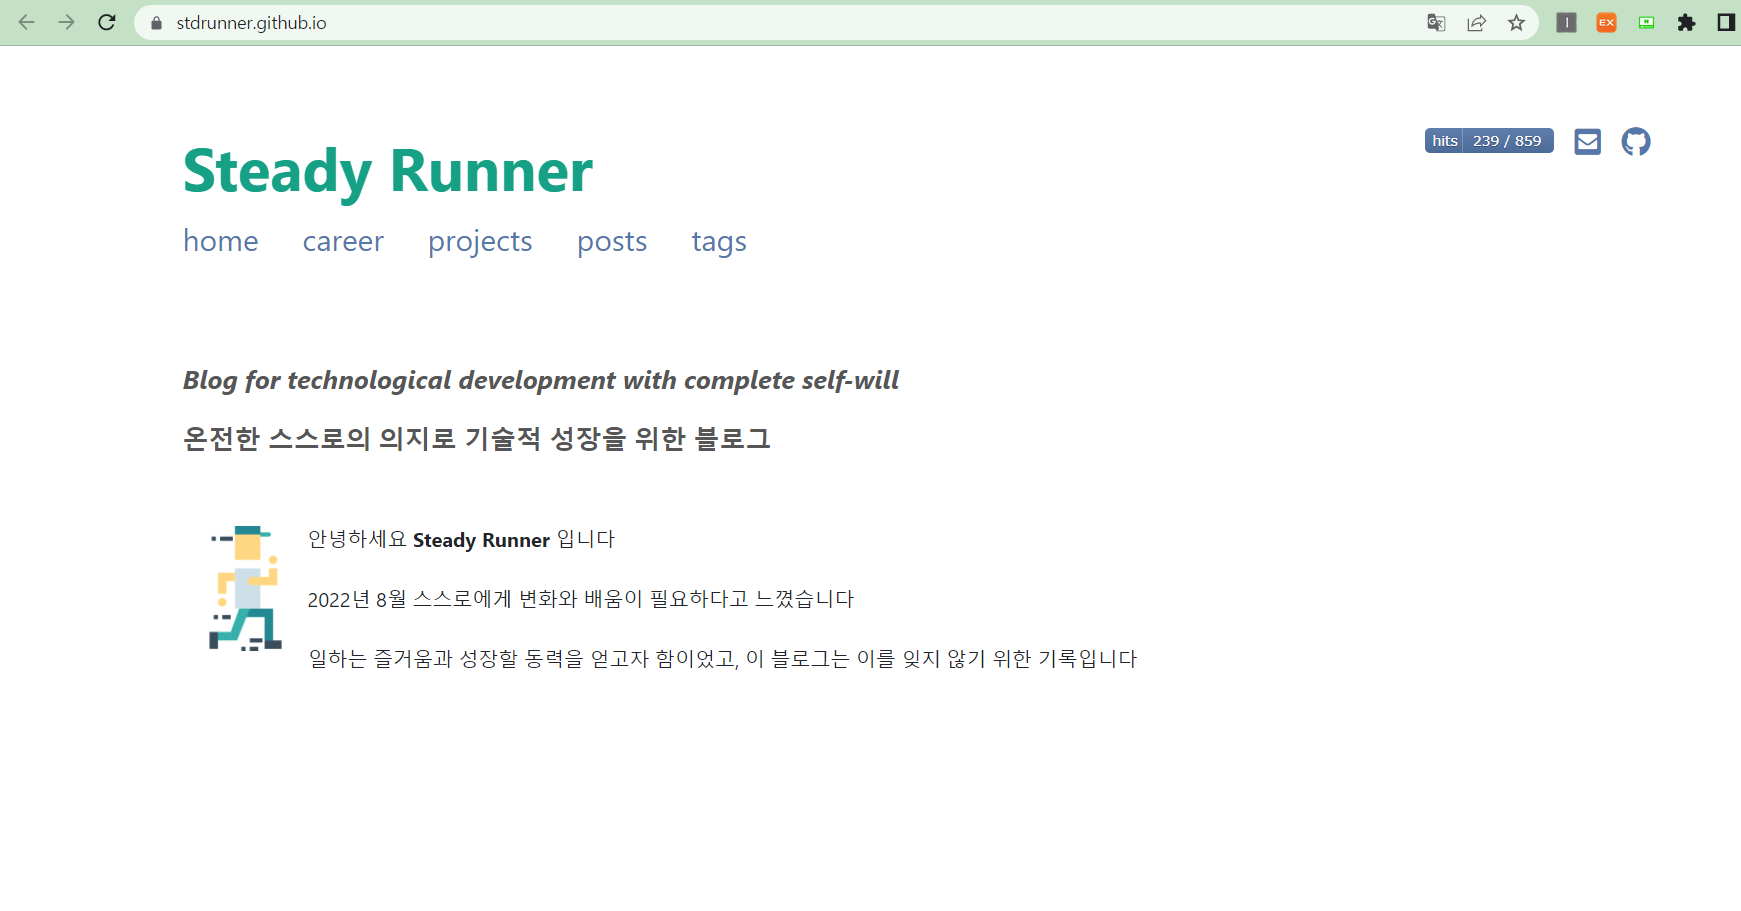 stdrunner.github.io
EX
hits 239 / 859
Steady Runner
home career projects posts tags
Blog for technological development with complete self-will
온전한 스스로의 의지로 기술적 성장을 위한 블로그
안녕하세요 Steady Runner 입니다
2022년 8월 스스로에게 변화와 배움이 필요하다고 느꼈습니다
일하는 즐거움과 성장할 동력을 얻고자 함이었고, 이 블로그는 이를 잊지 않기 위한 기록입니다